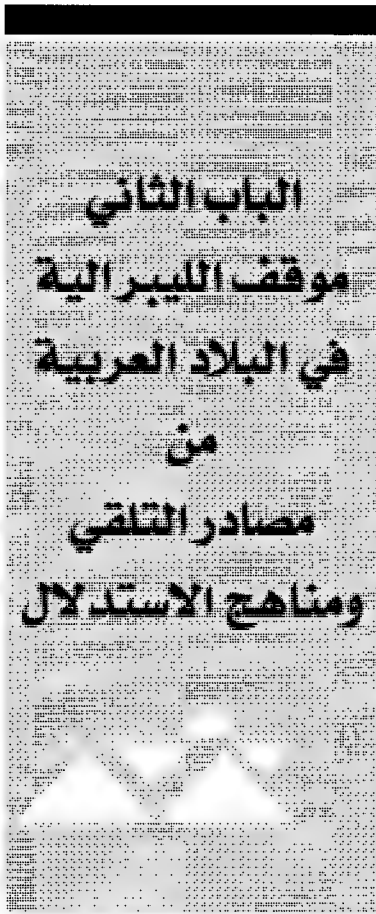 الباب الثاني
موقف الليبرالية
في البلاد العربية
من
مصادر التلقي
ومناهج الاستدلال